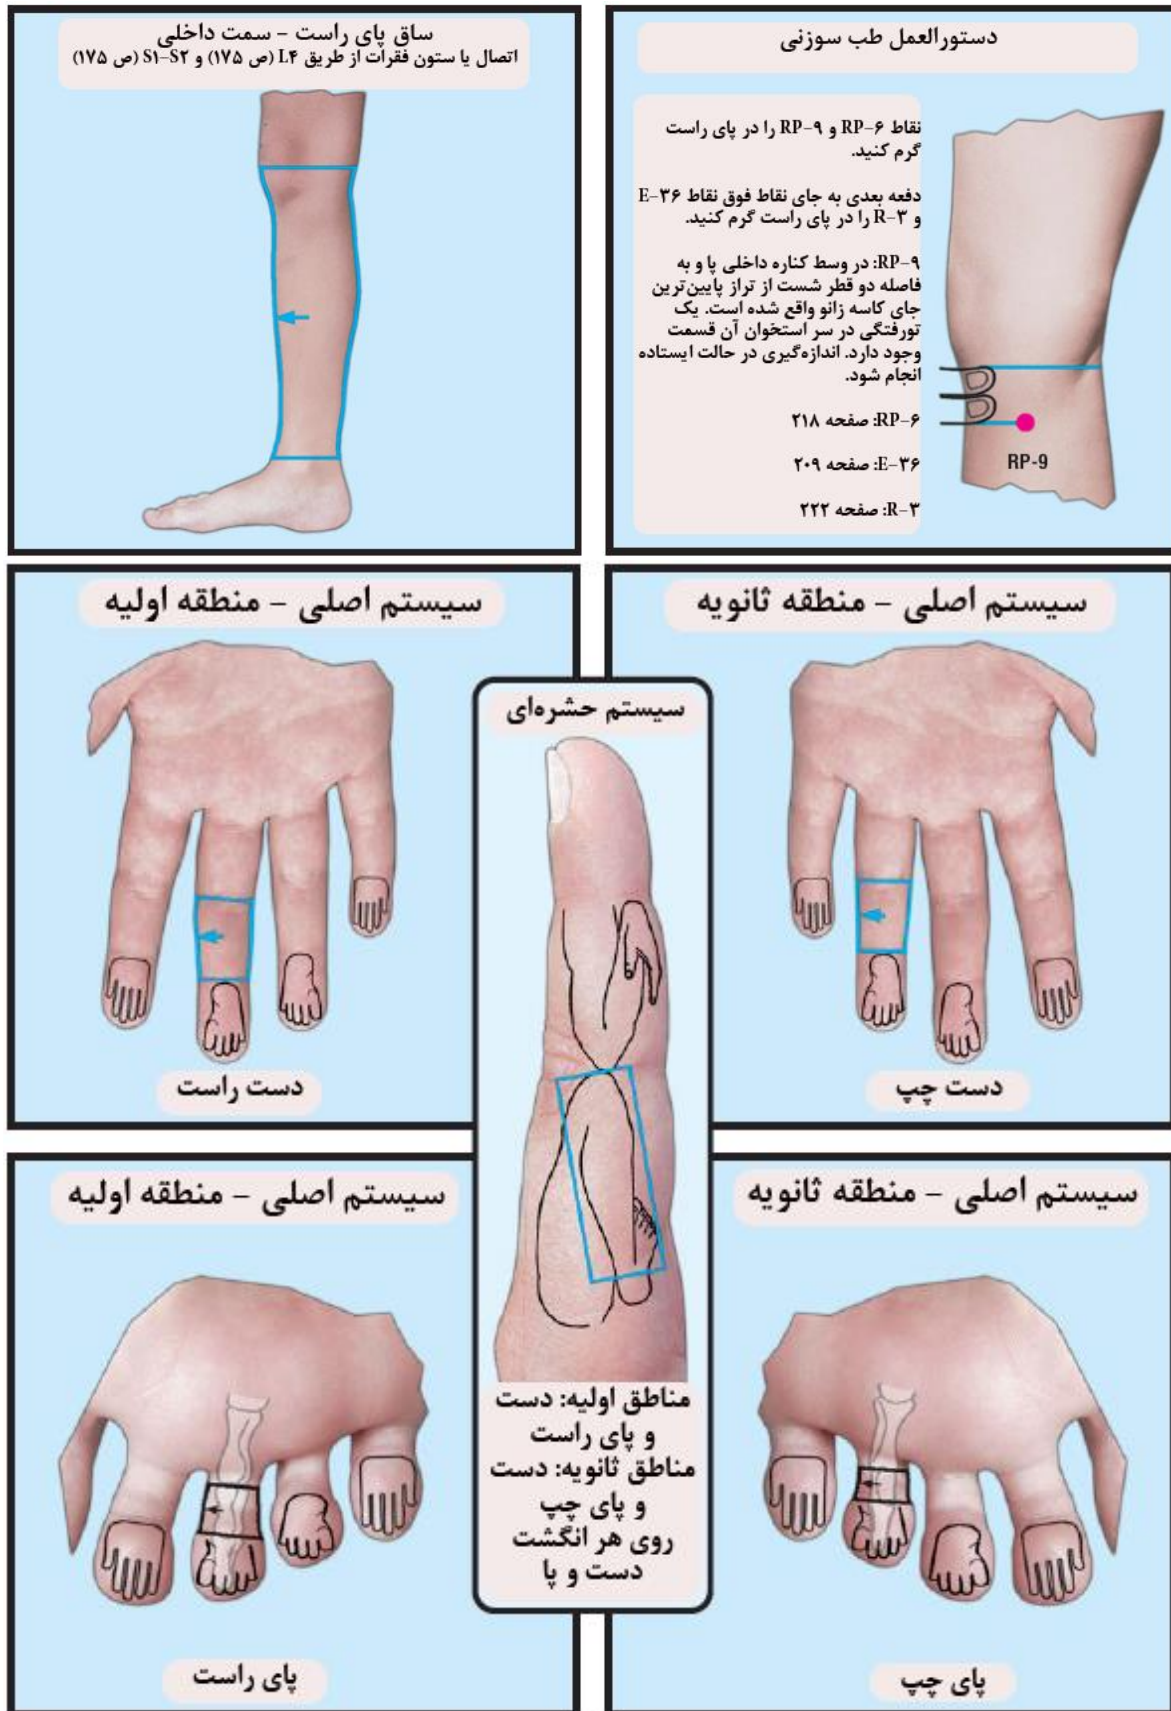 دستورالعمل طب سوزنی
نقاط RP-۶ و RP-۹ را در پای راست
گرم کنید.
دفعه بعدی به جای نقاط فوق نقاط E-۳۶
و R-۳ را در پای راست گرم کنید.
RP-۹: در وسط کناره داخلی پا و به
فاصله دو قطر شست از تراز پایین‌ترین
جای کاسه زانو واقع شده است. یک
تورفتگی در سر استخوان آن قسمت
وجود دارد. اندازه‌گیری در حالت ایستاده
انجام شود.
RP-۶: صفحه ۲۱۸
E-۳۶: صفحه ۲۰۹
R-۳: صفحه ۲۲۲
RP-9
ساق پای راست - سمت داخلی
اتصال یا ستون فقرات از طریق L۴ (ص ۱۷۵) و S۱-S۲ (ص ۱۷۵)
سیستم اصلی - منطقه ثانویه
دست چپ
سیستم اصلی - منطقه اولیه
دست راست
سیستم حشره‌ای
مناطق اولیه: دست
و پای راست
مناطق ثانویه: دست
و پای چپ
روی هر انگشت
دست و پا
سیستم اصلی - منطقه ثانویه
پای چپ
سیستم اصلی - منطقه اولیه
پای راست